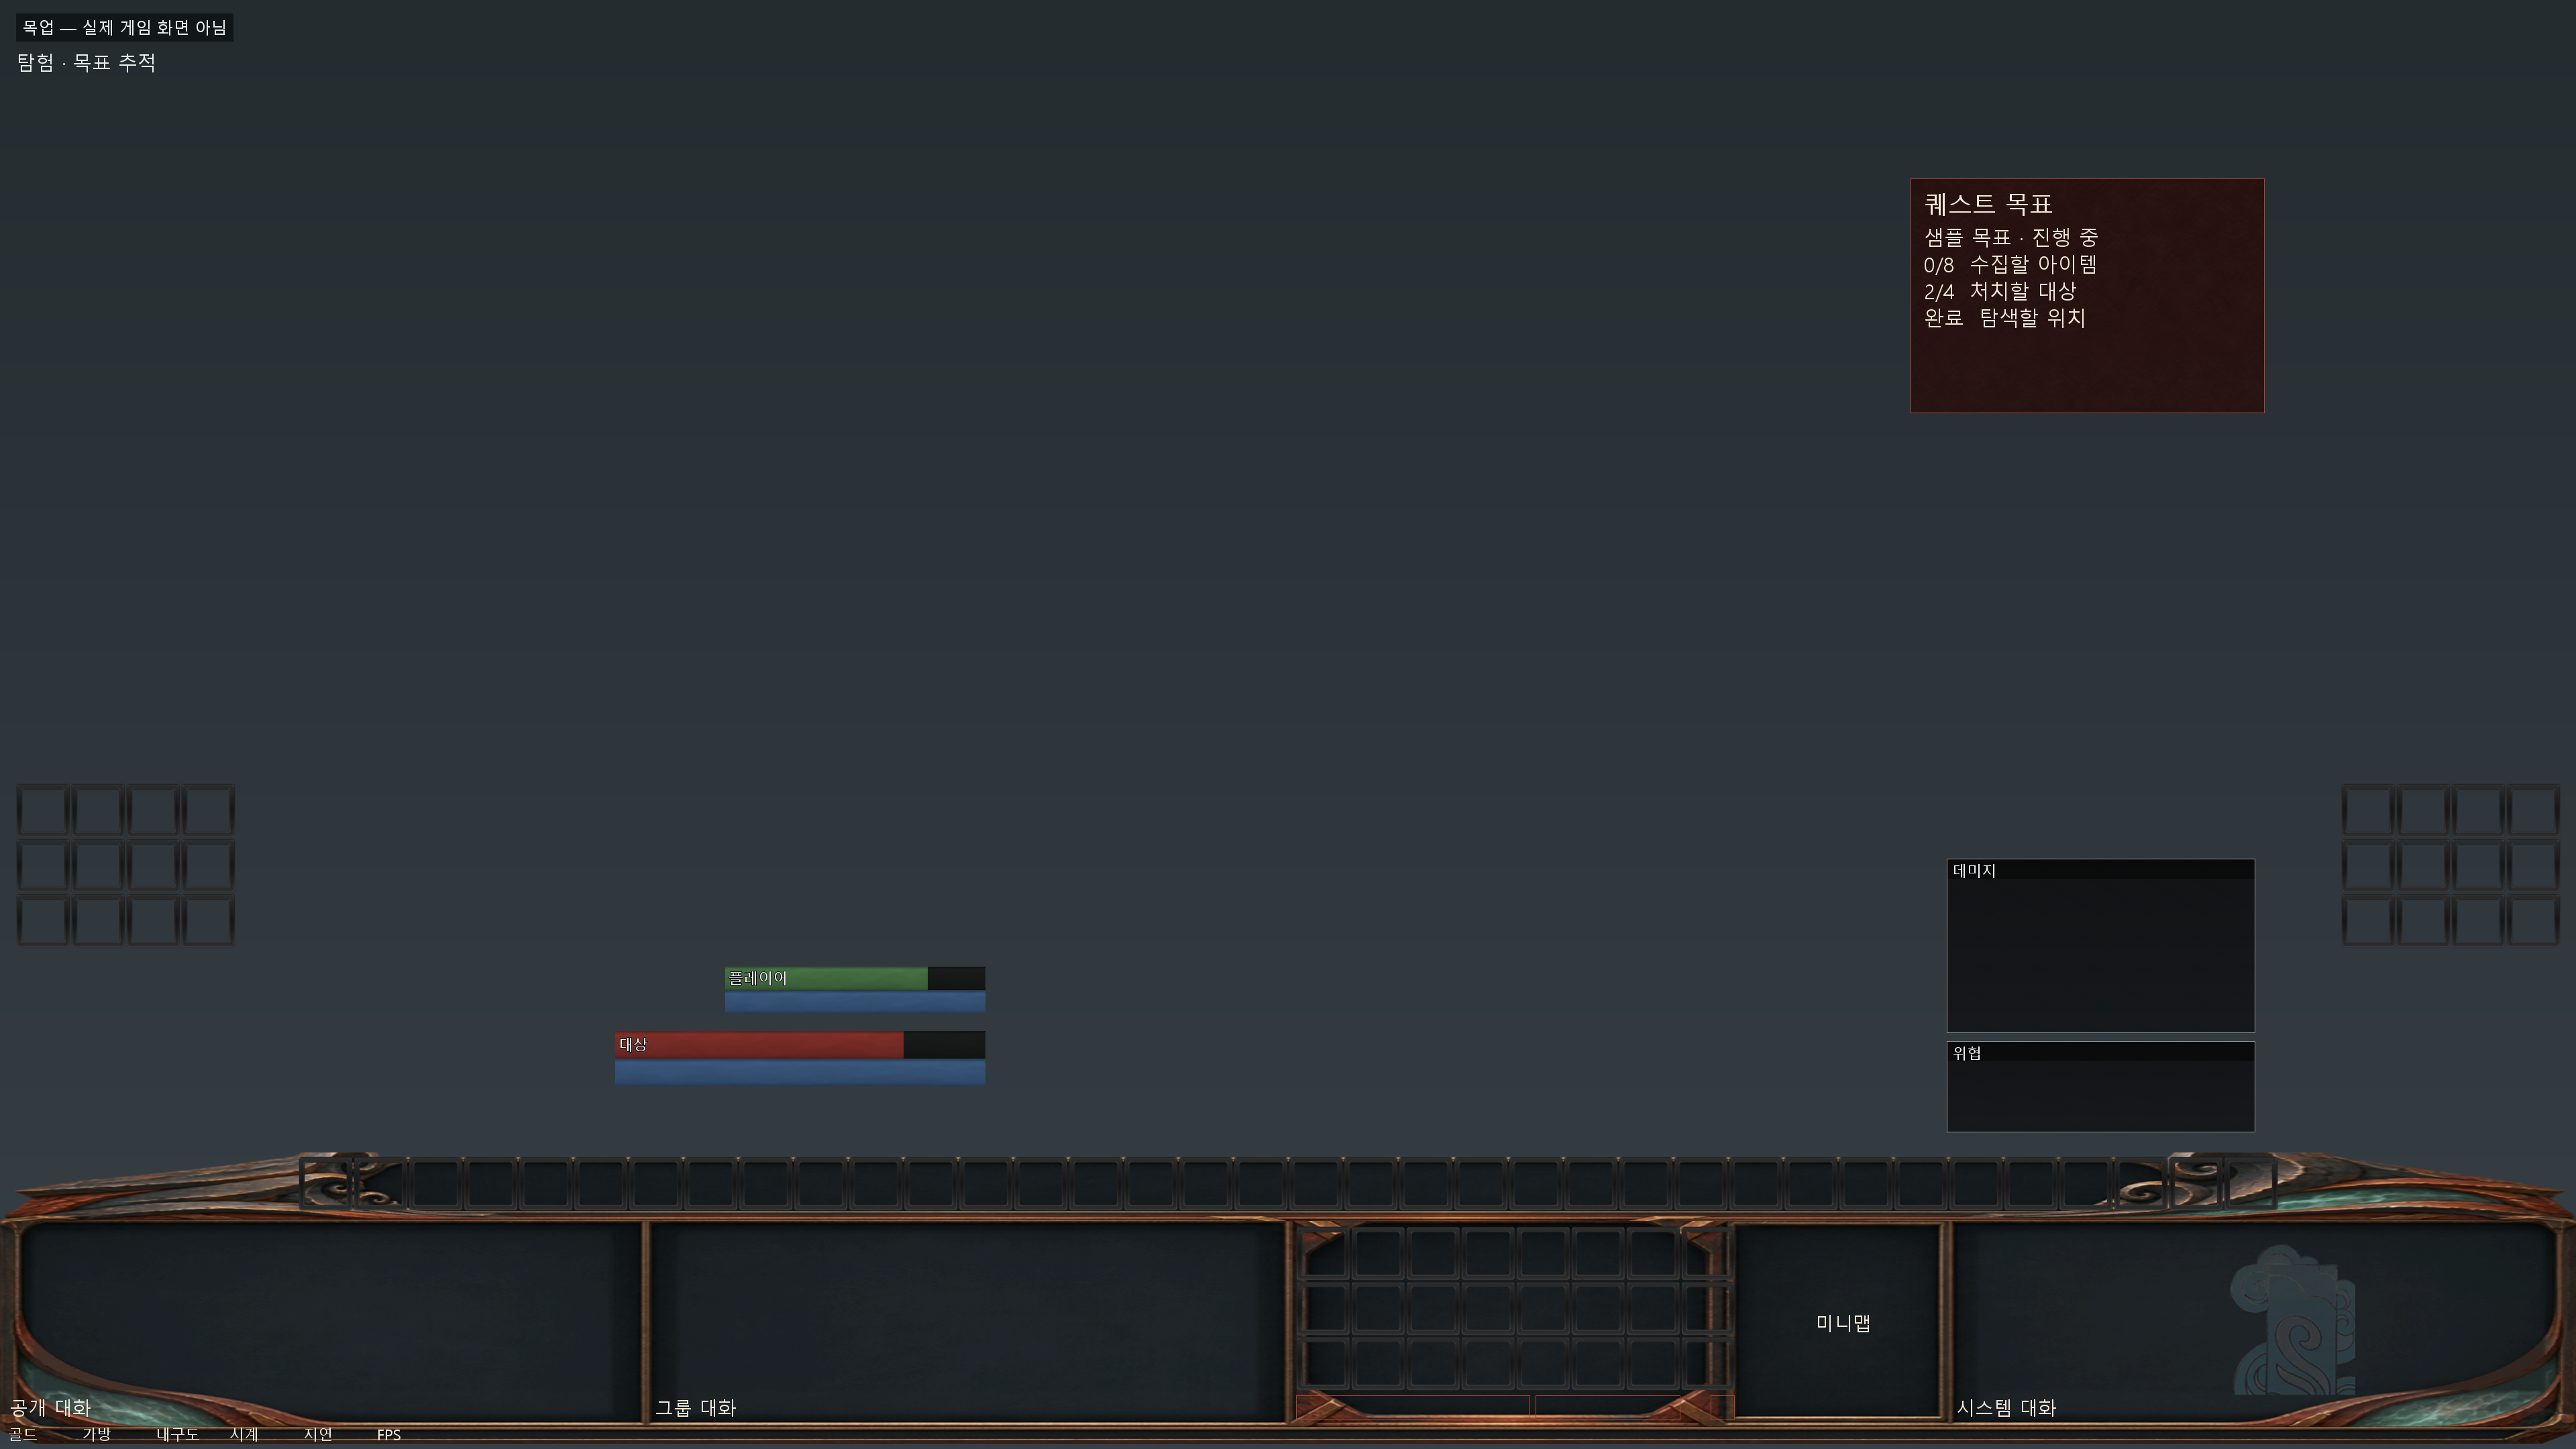 목업 — 실제 게임 화면 아님
탐험 · 목표 추적
퀘스트 목표
샘플 목표 · 진행 중
0/8 수집할 아이템
2/4 처치할 대상
완료 탐색할 위치
데미지
플레이어
대상
위협
미니맵
공개 대화
그룹 대화
시스템 대화
골드 가방 내구도 시계 지연 FPS